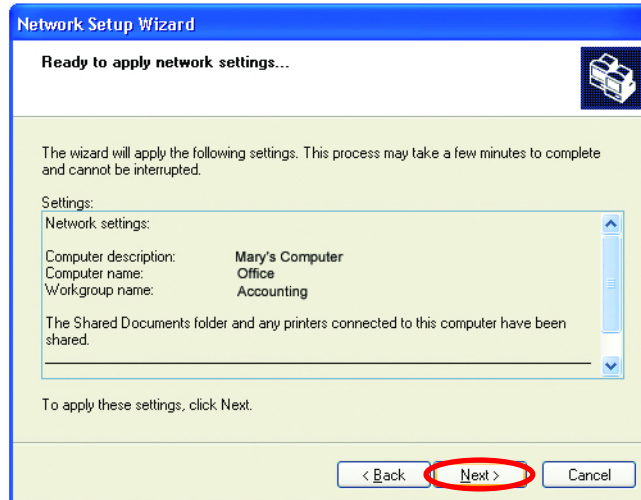 Network Setup Wizard
Ready to apply network settings...
The wizard will apply the following settings. This process may take a few minutes to complete
and cannot be interrupted.
Settings:
Network settings:
Computer description: Mary's Computer
Computer name: Office
Workgroup name: Accounting
The Shared Documents folder and any printers connected to this computer have been
shared.
To apply these settings, click Next.
< Back Next > Cancel